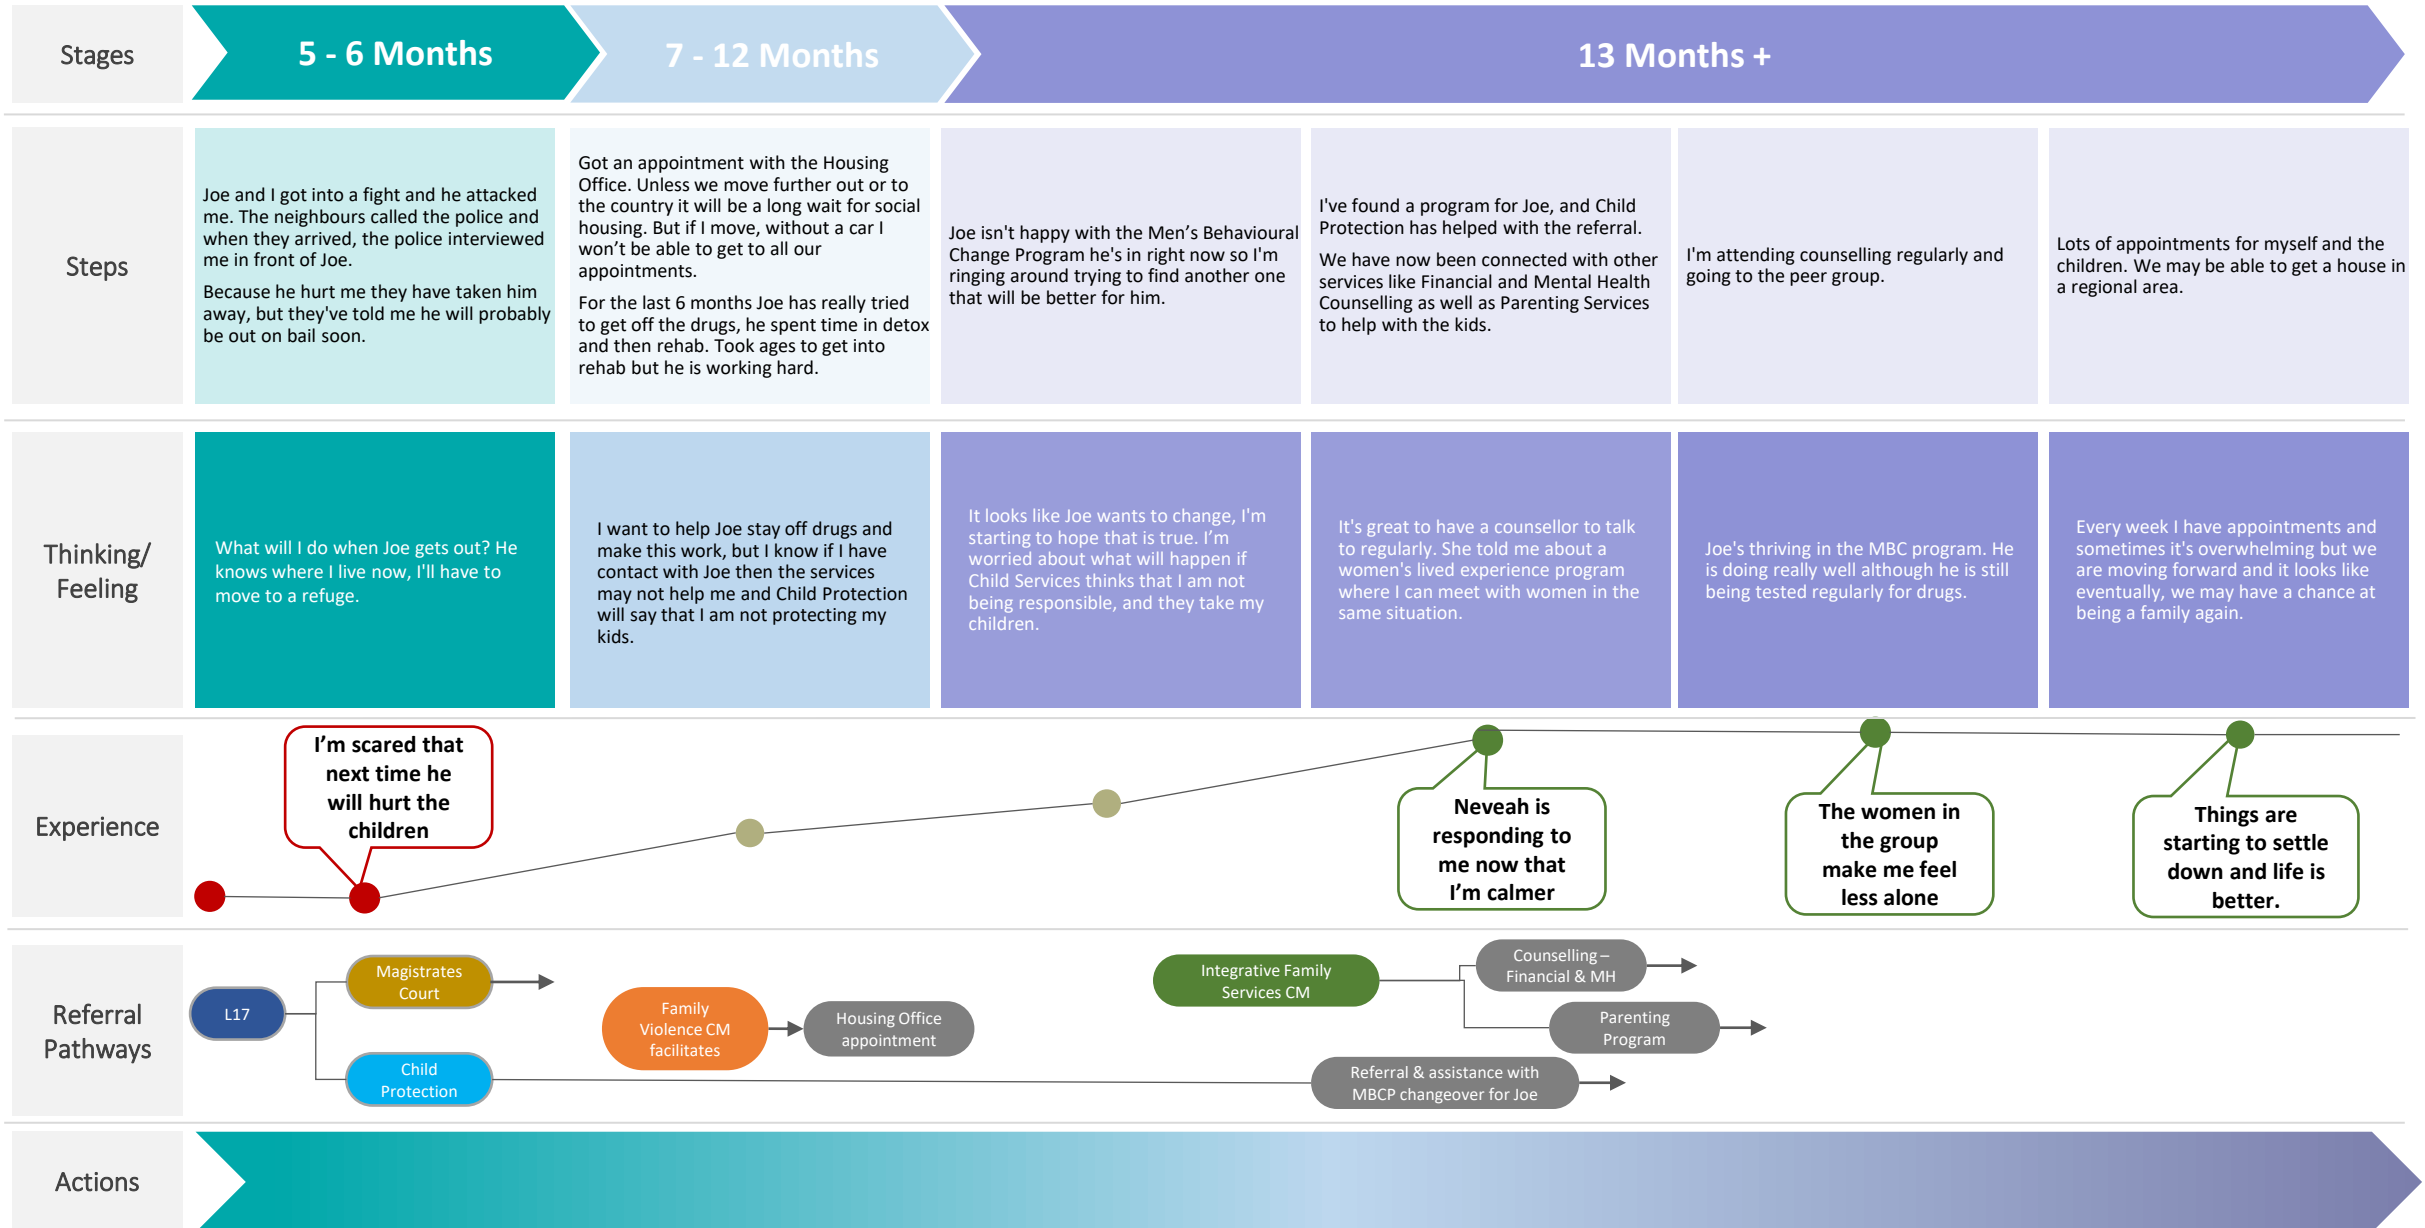 Stages
5 - 6 Months
7 - 12 Months
13 Months +
Steps
Joe and I got into a fight and he attacked
me. The neighbours called the police and
when they arrived, the police interviewed
me in front of Joe.
Because he hurt me they have taken him
away, but they've told me he will probably
be out on bail soon.
Got an appointment with the Housing
Office. Unless we move further out or to
the country it will be a long wait for social
housing. But if I move, without a car I
won’t be able to get to all our
appointments.
For the last 6 months Joe has really tried
to get off the drugs, he spent time in detox
and then rehab. Took ages to get into
rehab but he is working hard.
Joe isn't happy with the Men’s Behavioural
Change Program he's in right now so I'm
ringing around trying to find another one
that will be better for him.
I've found a program for Joe, and Child
Protection has helped with the referral.
We have now been connected with other
services like Financial and Mental Health
Counselling as well as Parenting Services
to help with the kids.
I'm attending counselling regularly and
going to the peer group.
Lots of appointments for myself and the
children. We may be able to get a house in
a regional area.
Thinking/
Feeling
What will I do when Joe gets out? He
knows where I live now, I'll have to
move to a refuge.
I want to help Joe stay off drugs and
make this work, but I know if I have
contact with Joe then the services
may not help me and Child Protection
will say that I am not protecting my
kids.
It looks like Joe wants to change, I'm
starting to hope that is true. I’m
worried about what will happen if
Child Services thinks that I am not
being responsible, and they take my
children.
It's great to have a counsellor to talk
to regularly. She told me about a
women's lived experience program
where I can meet with women in the
same situation.
Joe's thriving in the MBC program. He
is doing really well although he is still
being tested regularly for drugs.
Every week I have appointments and
sometimes it's overwhelming but we
are moving forward and it looks like
eventually, we may have a chance at
being a family again.
Experience
I’m scared that
next time he
will hurt the
children
Neveah is
responding to
me now that
I’m calmer
The women in
the group
make me feel
less alone
Things are
starting to settle
down and life is
better.
Referral
Pathways
L17
Magistrates
Court
Child
Protection
Family
Violence CM
facilitates
Housing Office
appointment
Integrative Family
Services CM
Counselling –
Financial & MH
Parenting
Program
Referral & assistance with
MBCP changeover for Joe
Actions